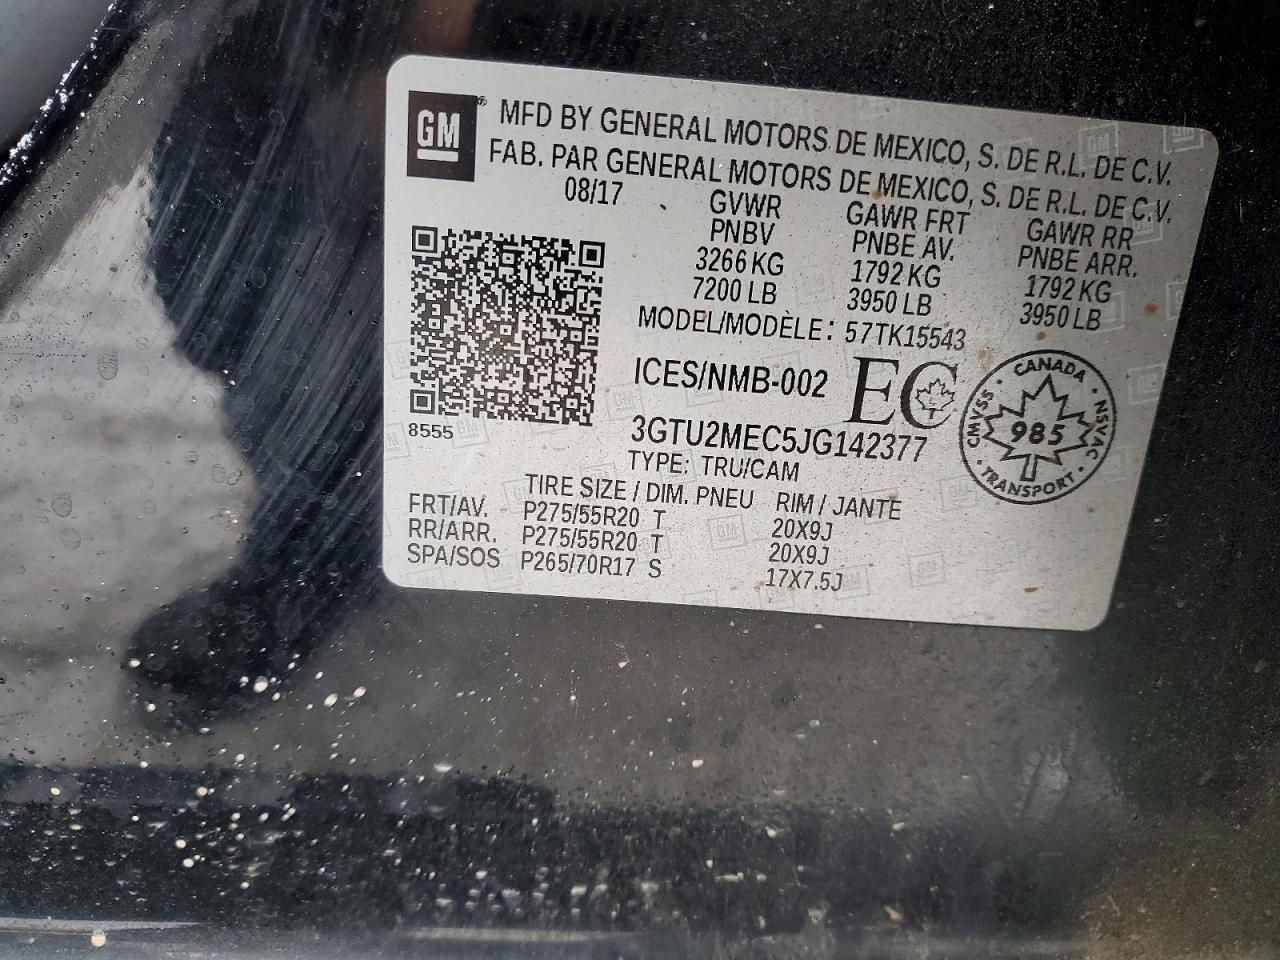 GM® MFD BY GENERAL MOTORS DE MEXICO, S. DE R.L. DE C.V.
FAB. PAR GENERAL MOTORS DE MEXICO, S. DE R.L. DE C.V.
08/17 GVWR GAWR FRT GAWR RR
PNBV PNBE AV. PNBE ARR.
3266 KG 1792 KG 1792 KG
7200 LB 3950 LB 3950 LB
MODEL/MODÈLE: 57TK15543
ICES/NMB-002 EC
CANADA
CMVSS · NSVAC
985
TRANSPORT
8555
3GTU2MEC5JG142377
TYPE: TRU/CAM
TIRE SIZE / DIM. PNEU RIM / JANTE
FRT/AV. P275/55R20 T 20X9J
RR/ARR. P275/55R20 T 20X9J
SPA/SOS P265/70R17 S 17X7.5J